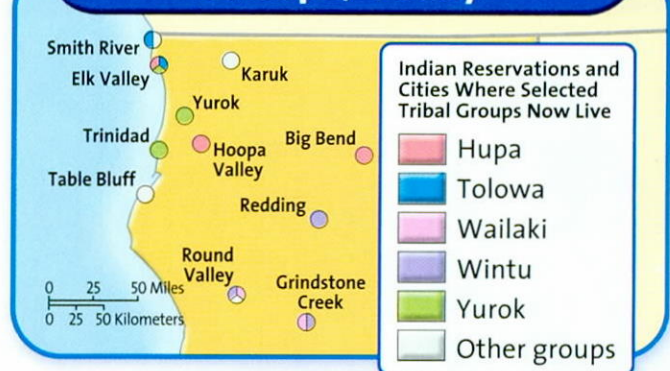 Smith River
Elk Valley
Karuk
Yurok
Trinidad
Hoopa
Valley
Big Bend
Table Bluff
Redding
Round
Valley
Grindstone
Creek
0 25 50 Miles
0 25 50 Kilometers
Indian Reservations and
Cities Where Selected
Tribal Groups Now Live
Hupa
Tolowa
Wailaki
Wintu
Yurok
Other groups